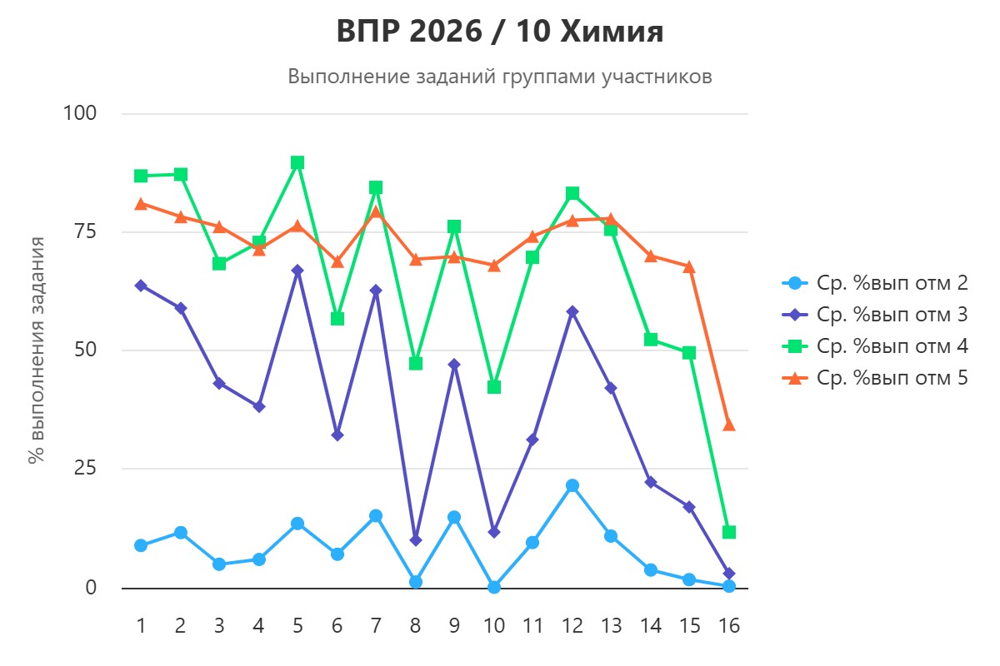 ВПР 2026 / 10 Химия
Выполнение заданий группами участников
% выполнения задания
100
75
50
25
0
1 2 3 4 5 6 7 8 9 10 11 12 13 14 15 16
Ср. %вып отм 2
Ср. %вып отм 3
Ср. %вып отм 4
Ср. %вып отм 5